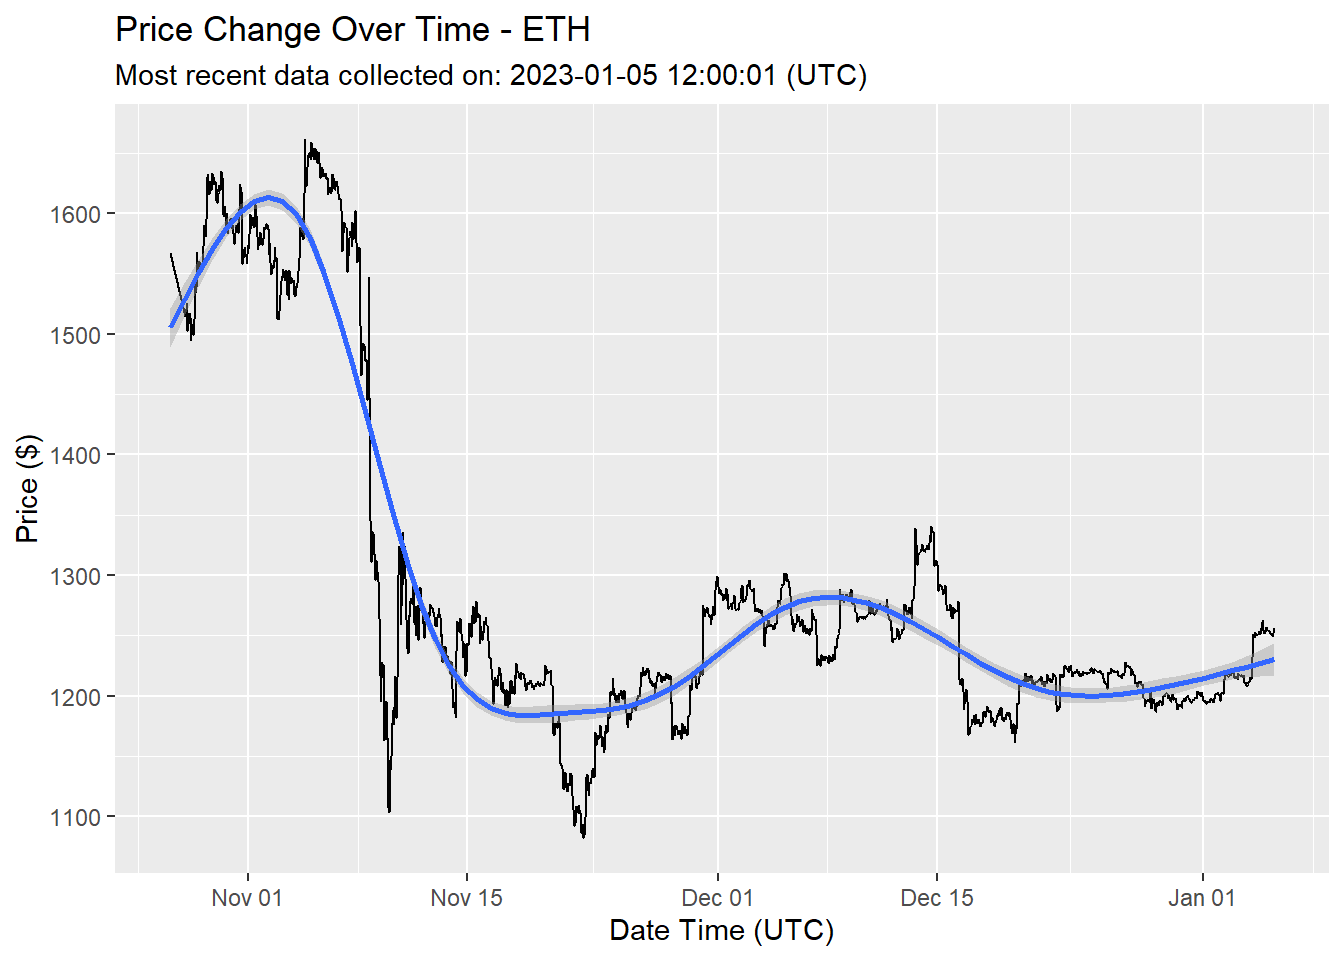 Price Change Over Time - ETH
Most recent data collected on: 2023-01-05 12:00:01 (UTC)
Price ($)
1600
1500
1400
1300
1200
1100
Nov 01
Nov 15
Dec 01
Dec 15
Jan 01
Date Time (UTC)